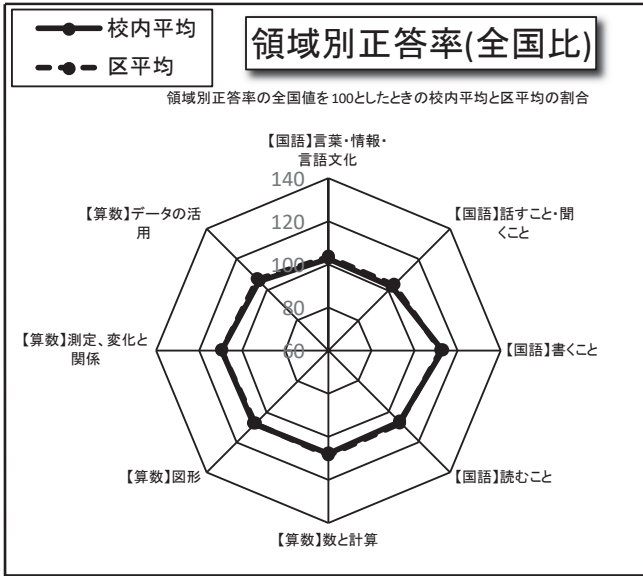 校内平均
区平均
領域別正答率(全国比)
領域別正答率の全国値を100としたときの校内平均と区平均の割合
【国語】言葉・情報・
言語文化
【国語】話すこと・聞
くこと
【国語】書くこと
【国語】読むこと
【算数】数と計算
【算数】図形
【算数】測定、変化と
関係
【算数】データの活
用
140
120
100
80
60